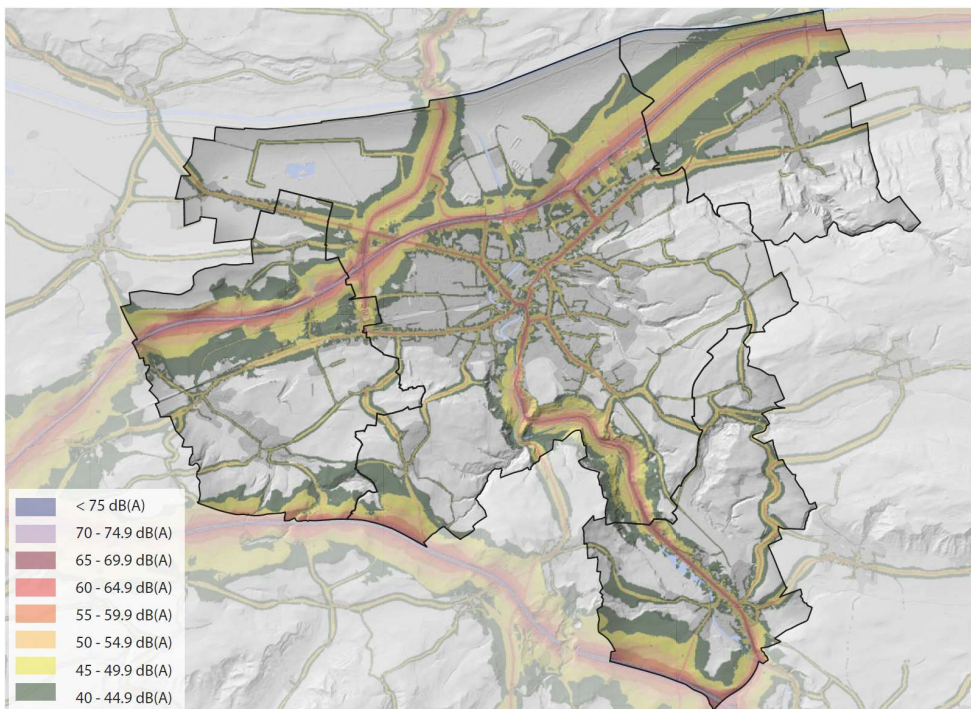 < 75 dB(A)
70 - 74.9 dB(A)
65 - 69.9 dB(A)
60 - 64.9 dB(A)
55 - 59.9 dB(A)
50 - 54.9 dB(A)
45 - 49.9 dB(A)
40 - 44.9 dB(A)